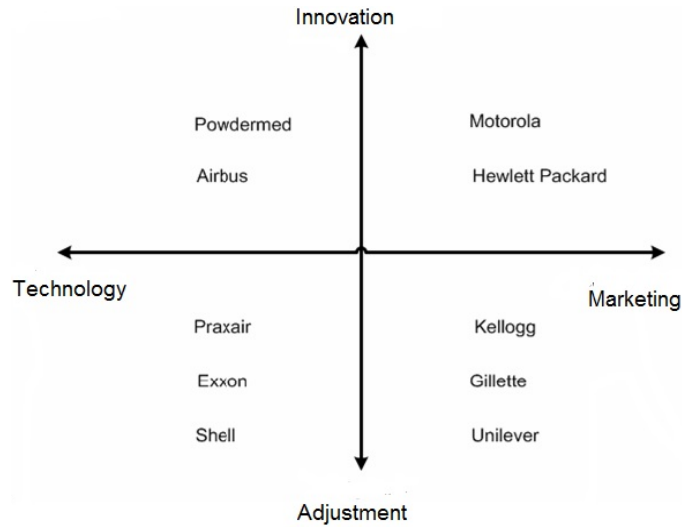 Innovation
Powdermed
Motorola
Airbus
Hewlett Packard
Technology
Marketing
Praxair
Kellogg
Exxon
Gillette
Shell
Unilever
Adjustment